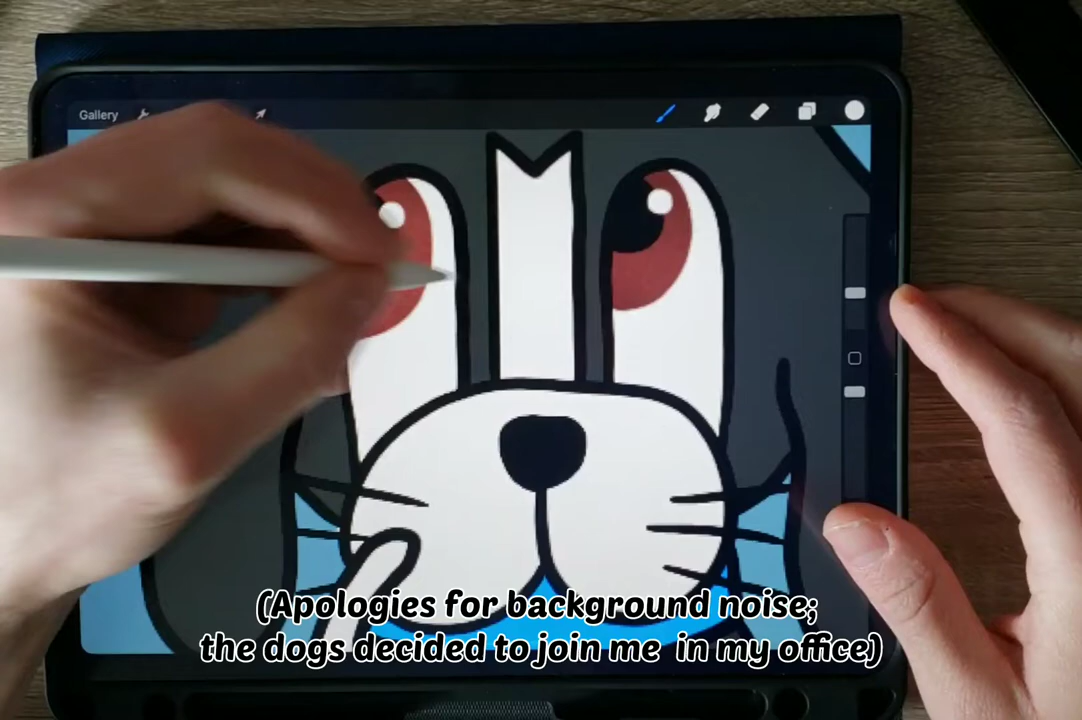 Gallery
(Apologies for background noise;
the dogs decided to join me in my office)